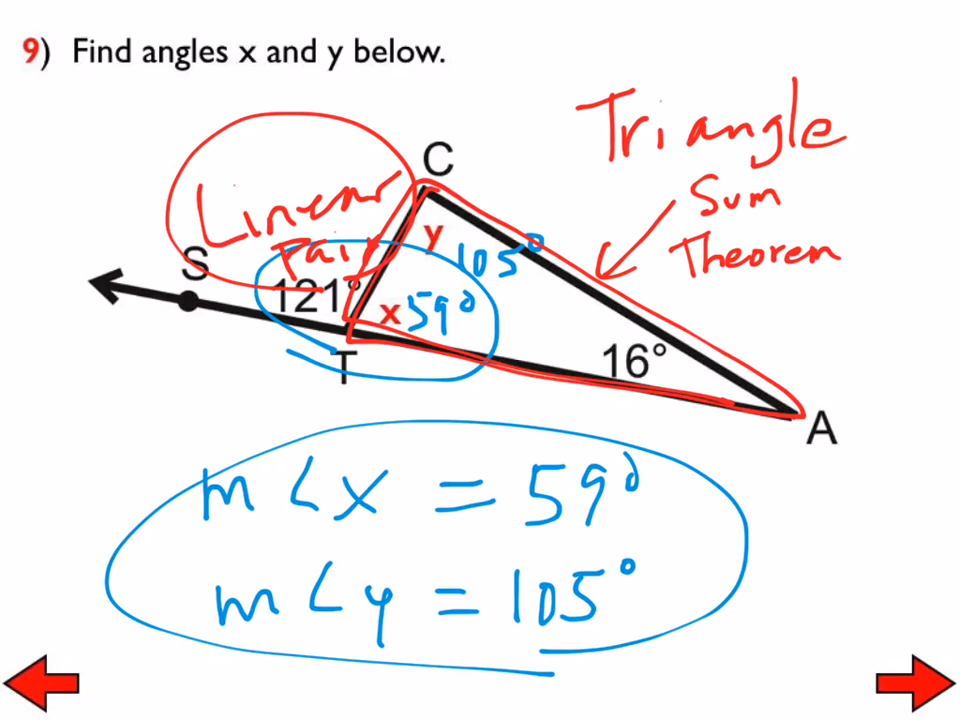 9) Find angles x and y below.
Triangle
Sum
Theorem
C
Linear
Pair
y
105°
S
121°
x
59°
T
16°
A
m<x = 59°
m<y = 105°